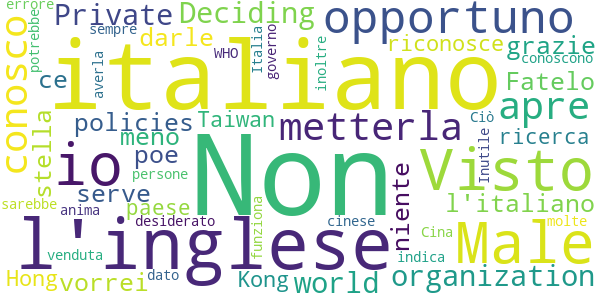 errore sempre Private Deciding opportuno
potrebbe conosco averla darle WHO Italia governo riconosce grazie
italiano inoltre conoscono
ce stella policies meno Taiwan metterla Fatelo apre
Ciò ricerca
io poe Non Visto Inutile
serve niente l'italiano
anima paese persone desiderato
sarebbe l'inglese funziona cinese Cina Male molte
venduta indica
Hong vorrei dato Kong world organization